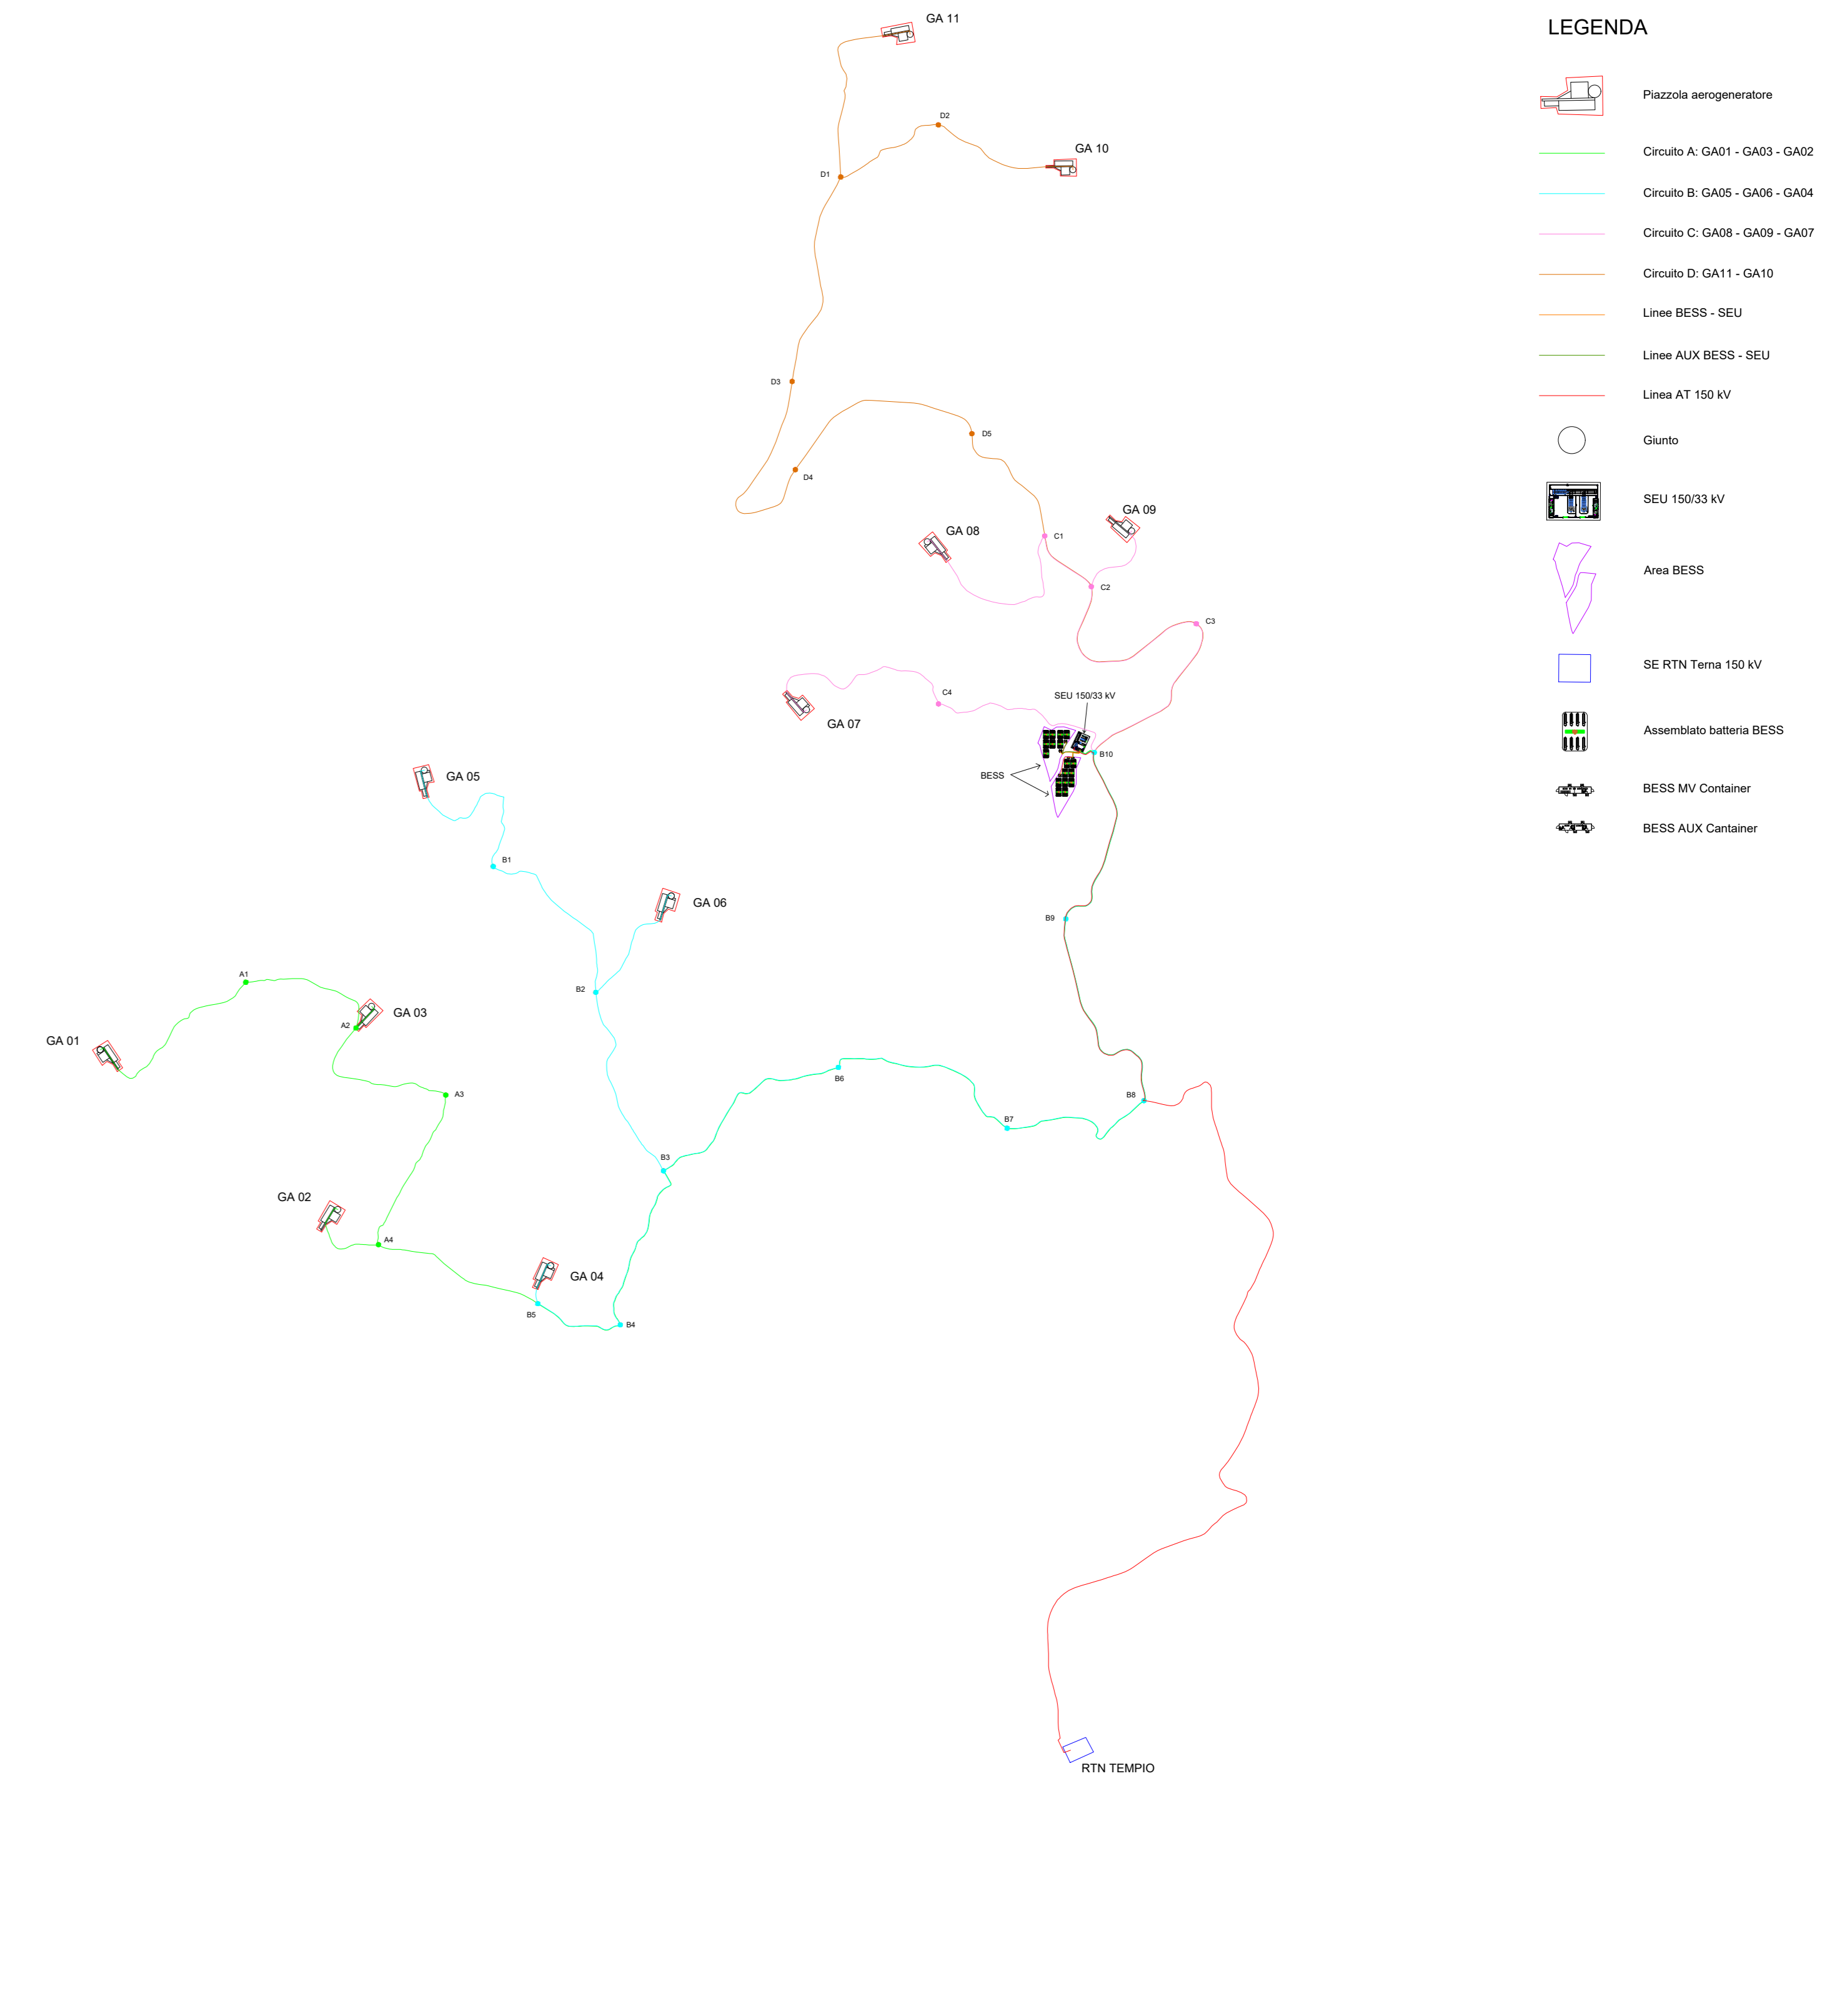 GA 11
LEGENDA
Piazzola aerogeneratore
Circuito A: GA01 - GA03 - GA02
Circuito B: GA05 - GA06 - GA04
Circuito C: GA08 - GA09 - GA07
Circuito D: GA11 - GA10
Linee BESS - SEU
Linee AUX BESS - SEU
Linea AT 150 kV
Giunto
SEU 150/33 kV
Area BESS
SE RTN Terna 150 kV
Assemblato batteria BESS
BESS MV Container
BESS AUX Cantainer
D2
GA 10
D1
D3
D5
D4
GA 09
GA 08
C1
C2
C3
C4
SEU 150/33 kV
GA 07
B10
BESS
GA 05
B1
GA 06
B9
A1
B2
GA 03
A2
GA 01
B6
A3
B8
B7
B3
GA 02
A4
GA 04
B5
B4
RTN TEMPIO